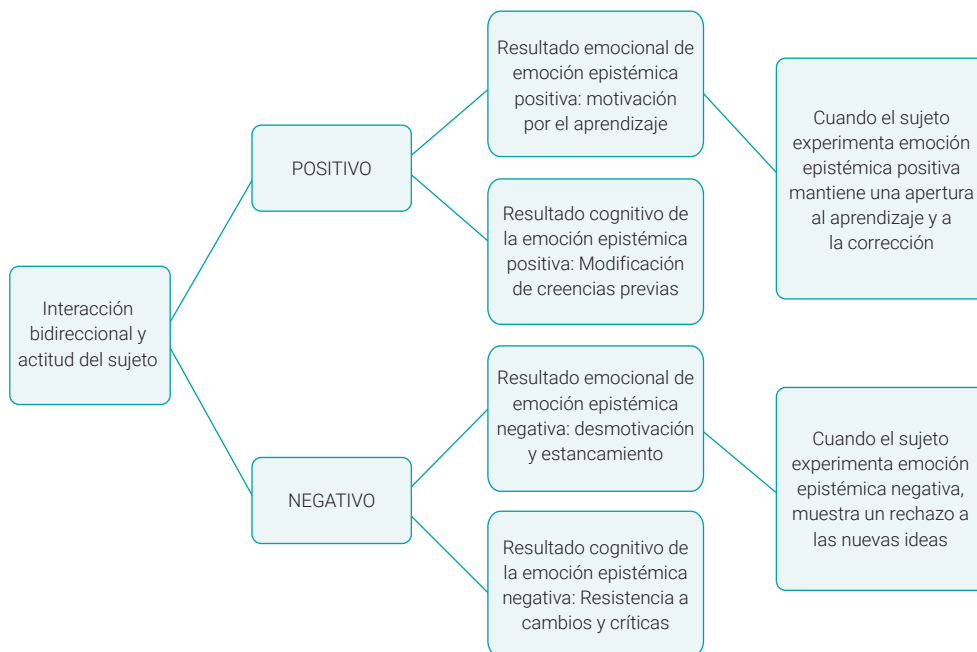 Interacción
bidireccional y
actitud del sujeto
POSITIVO
Resultado emocional de
emoción epistémica
positiva: motivación
por el aprendizaje
Resultado cognitivo de
la emoción epistémica
positiva: Modificación
de creencias previas
Cuando el sujeto
experimenta emoción
epistémica positiva
mantiene una apertura
al aprendizaje y a
la corrección
NEGATIVO
Resultado emocional de
emoción epistémica
negativa: desmotivación
y estancamiento
Resultado cognitivo de
la emoción epistémica
negativa: Resistencia a
cambios y críticas
Cuando el sujeto
experimenta emoción
epistémica negativa,
muestra un rechazo a
las nuevas ideas